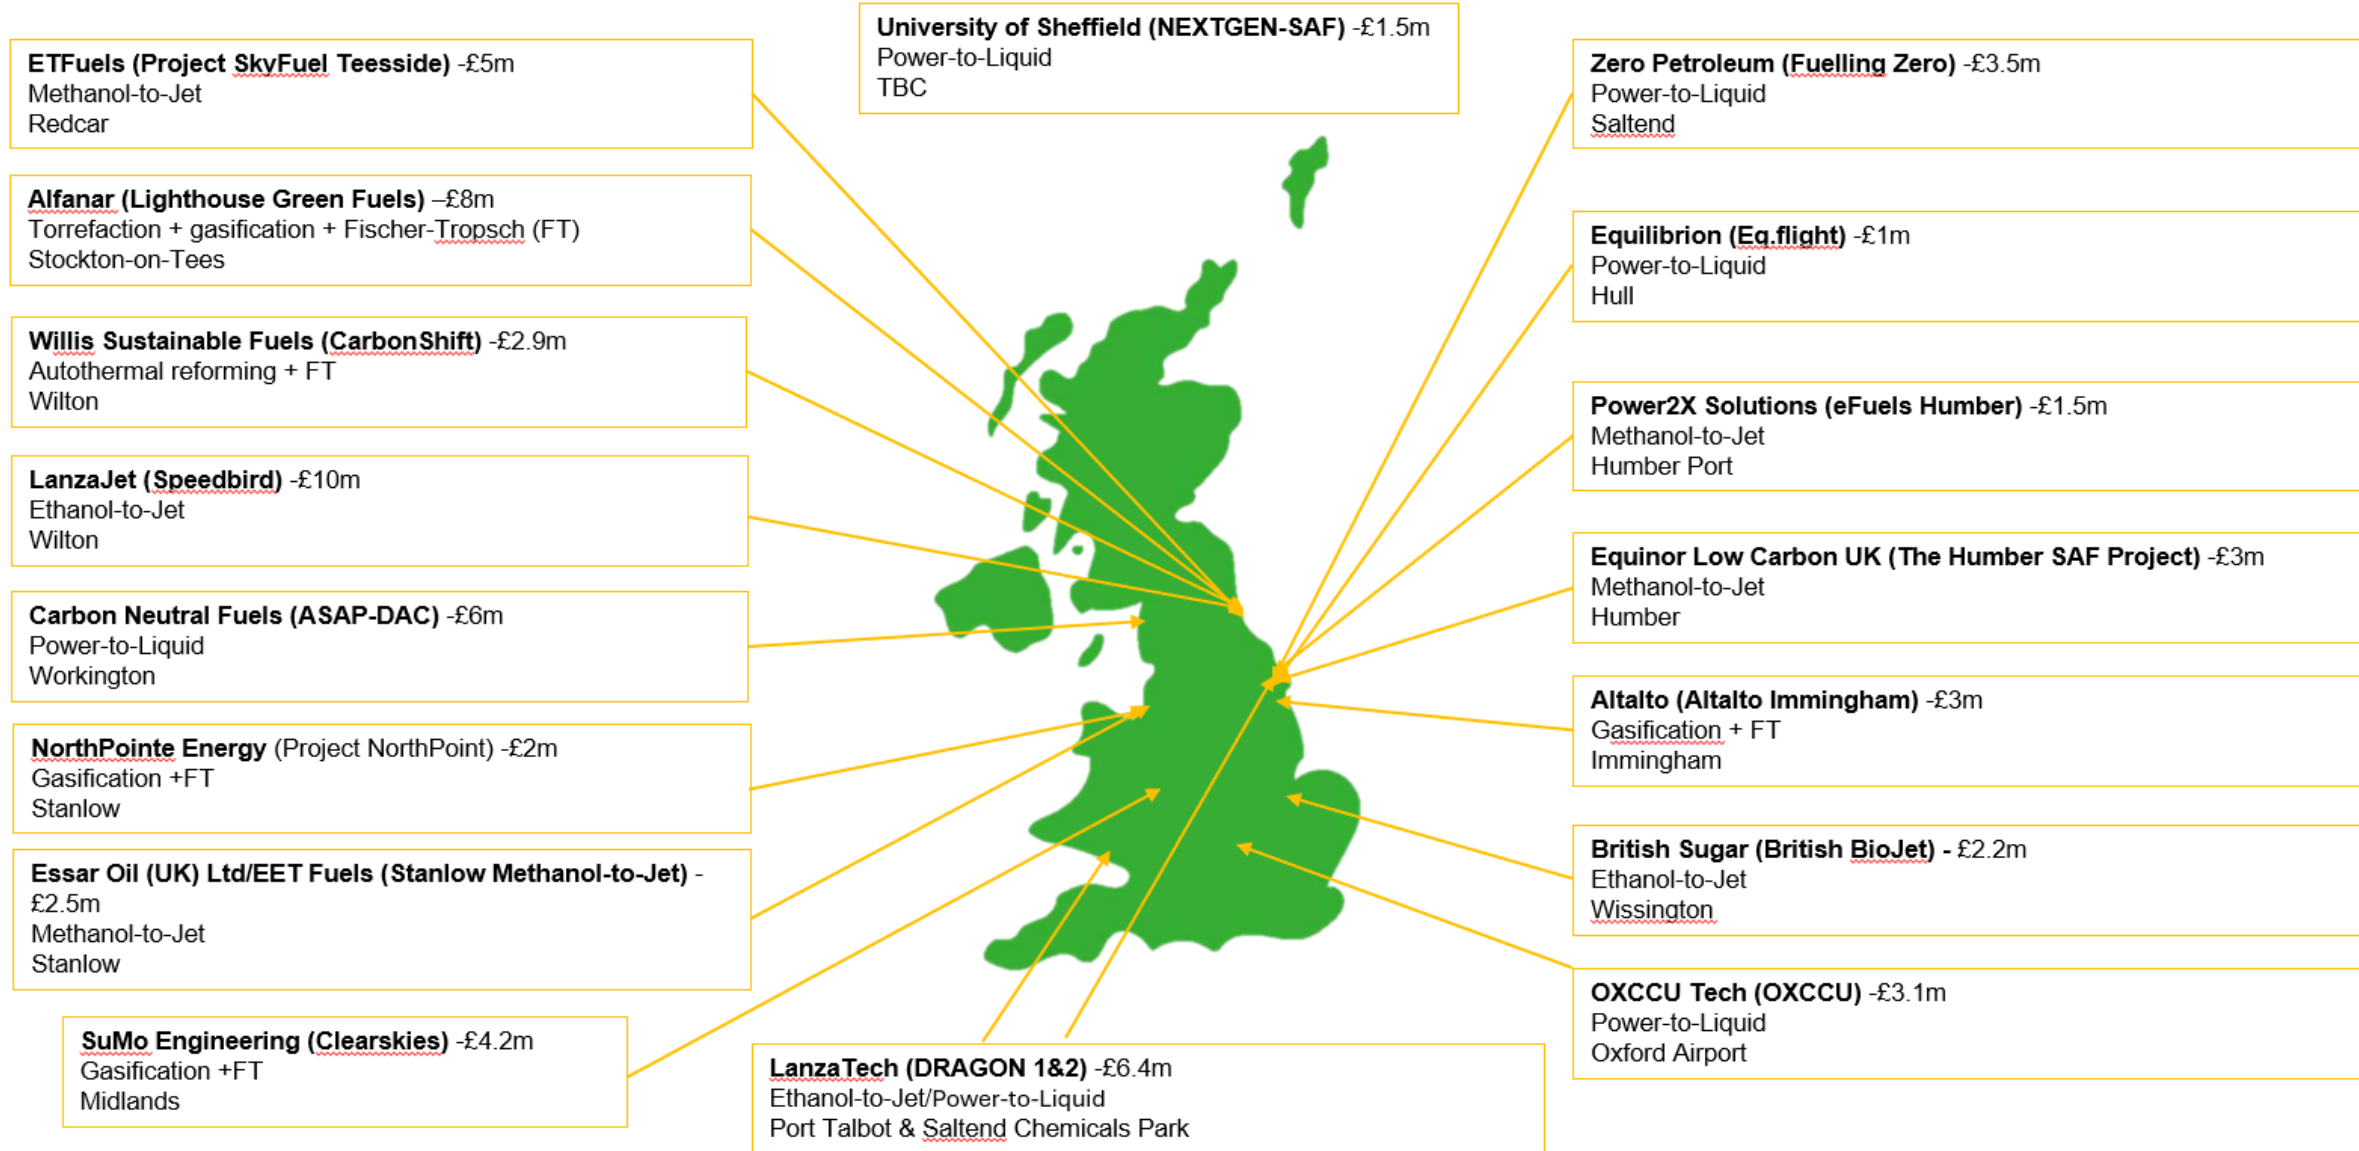 University of Sheffield (NEXTGEN-SAF) -£1.5m
Power-to-Liquid
TBC
ETFuels (Project SkyFuel Teesside) -£5m
Methanol-to-Jet
Redcar
Alfanar (Lighthouse Green Fuels) –£8m
Torrefaction + gasification + Fischer-Tropsch (FT)
Stockton-on-Tees
Willis Sustainable Fuels (CarbonShift) -£2.9m
Autothermal reforming + FT
Wilton
LanzaJet (Speedbird) -£10m
Ethanol-to-Jet
Wilton
Carbon Neutral Fuels (ASAP-DAC) -£6m
Power-to-Liquid
Workington
NorthPointe Energy (Project NorthPoint) -£2m
Gasification +FT
Stanlow
Essar Oil (UK) Ltd/EET Fuels (Stanlow Methanol-to-Jet) -
£2.5m
Methanol-to-Jet
Stanlow
SuMo Engineering (Clearskies) -£4.2m
Gasification +FT
Midlands
LanzaTech (DRAGON 1&2) -£6.4m
Ethanol-to-Jet/Power-to-Liquid
Port Talbot & Saltend Chemicals Park
Zero Petroleum (Fuelling Zero) -£3.5m
Power-to-Liquid
Saltend
Equilibrion (Eq.flight) -£1m
Power-to-Liquid
Hull
Power2X Solutions (eFuels Humber) -£1.5m
Methanol-to-Jet
Humber Port
Equinor Low Carbon UK (The Humber SAF Project) -£3m
Methanol-to-Jet
Humber
Altalto (Altalto Immingham) -£3m
Gasification + FT
Immingham
British Sugar (British BioJet) - £2.2m
Ethanol-to-Jet
Wissington
OXCCU Tech (OXCCU) -£3.1m
Power-to-Liquid
Oxford Airport